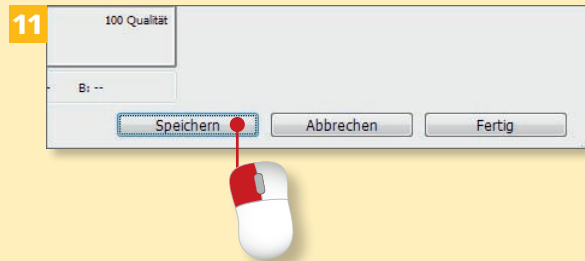 11
100 Qualität
- B: --
Speichern Abbrechen Fertig